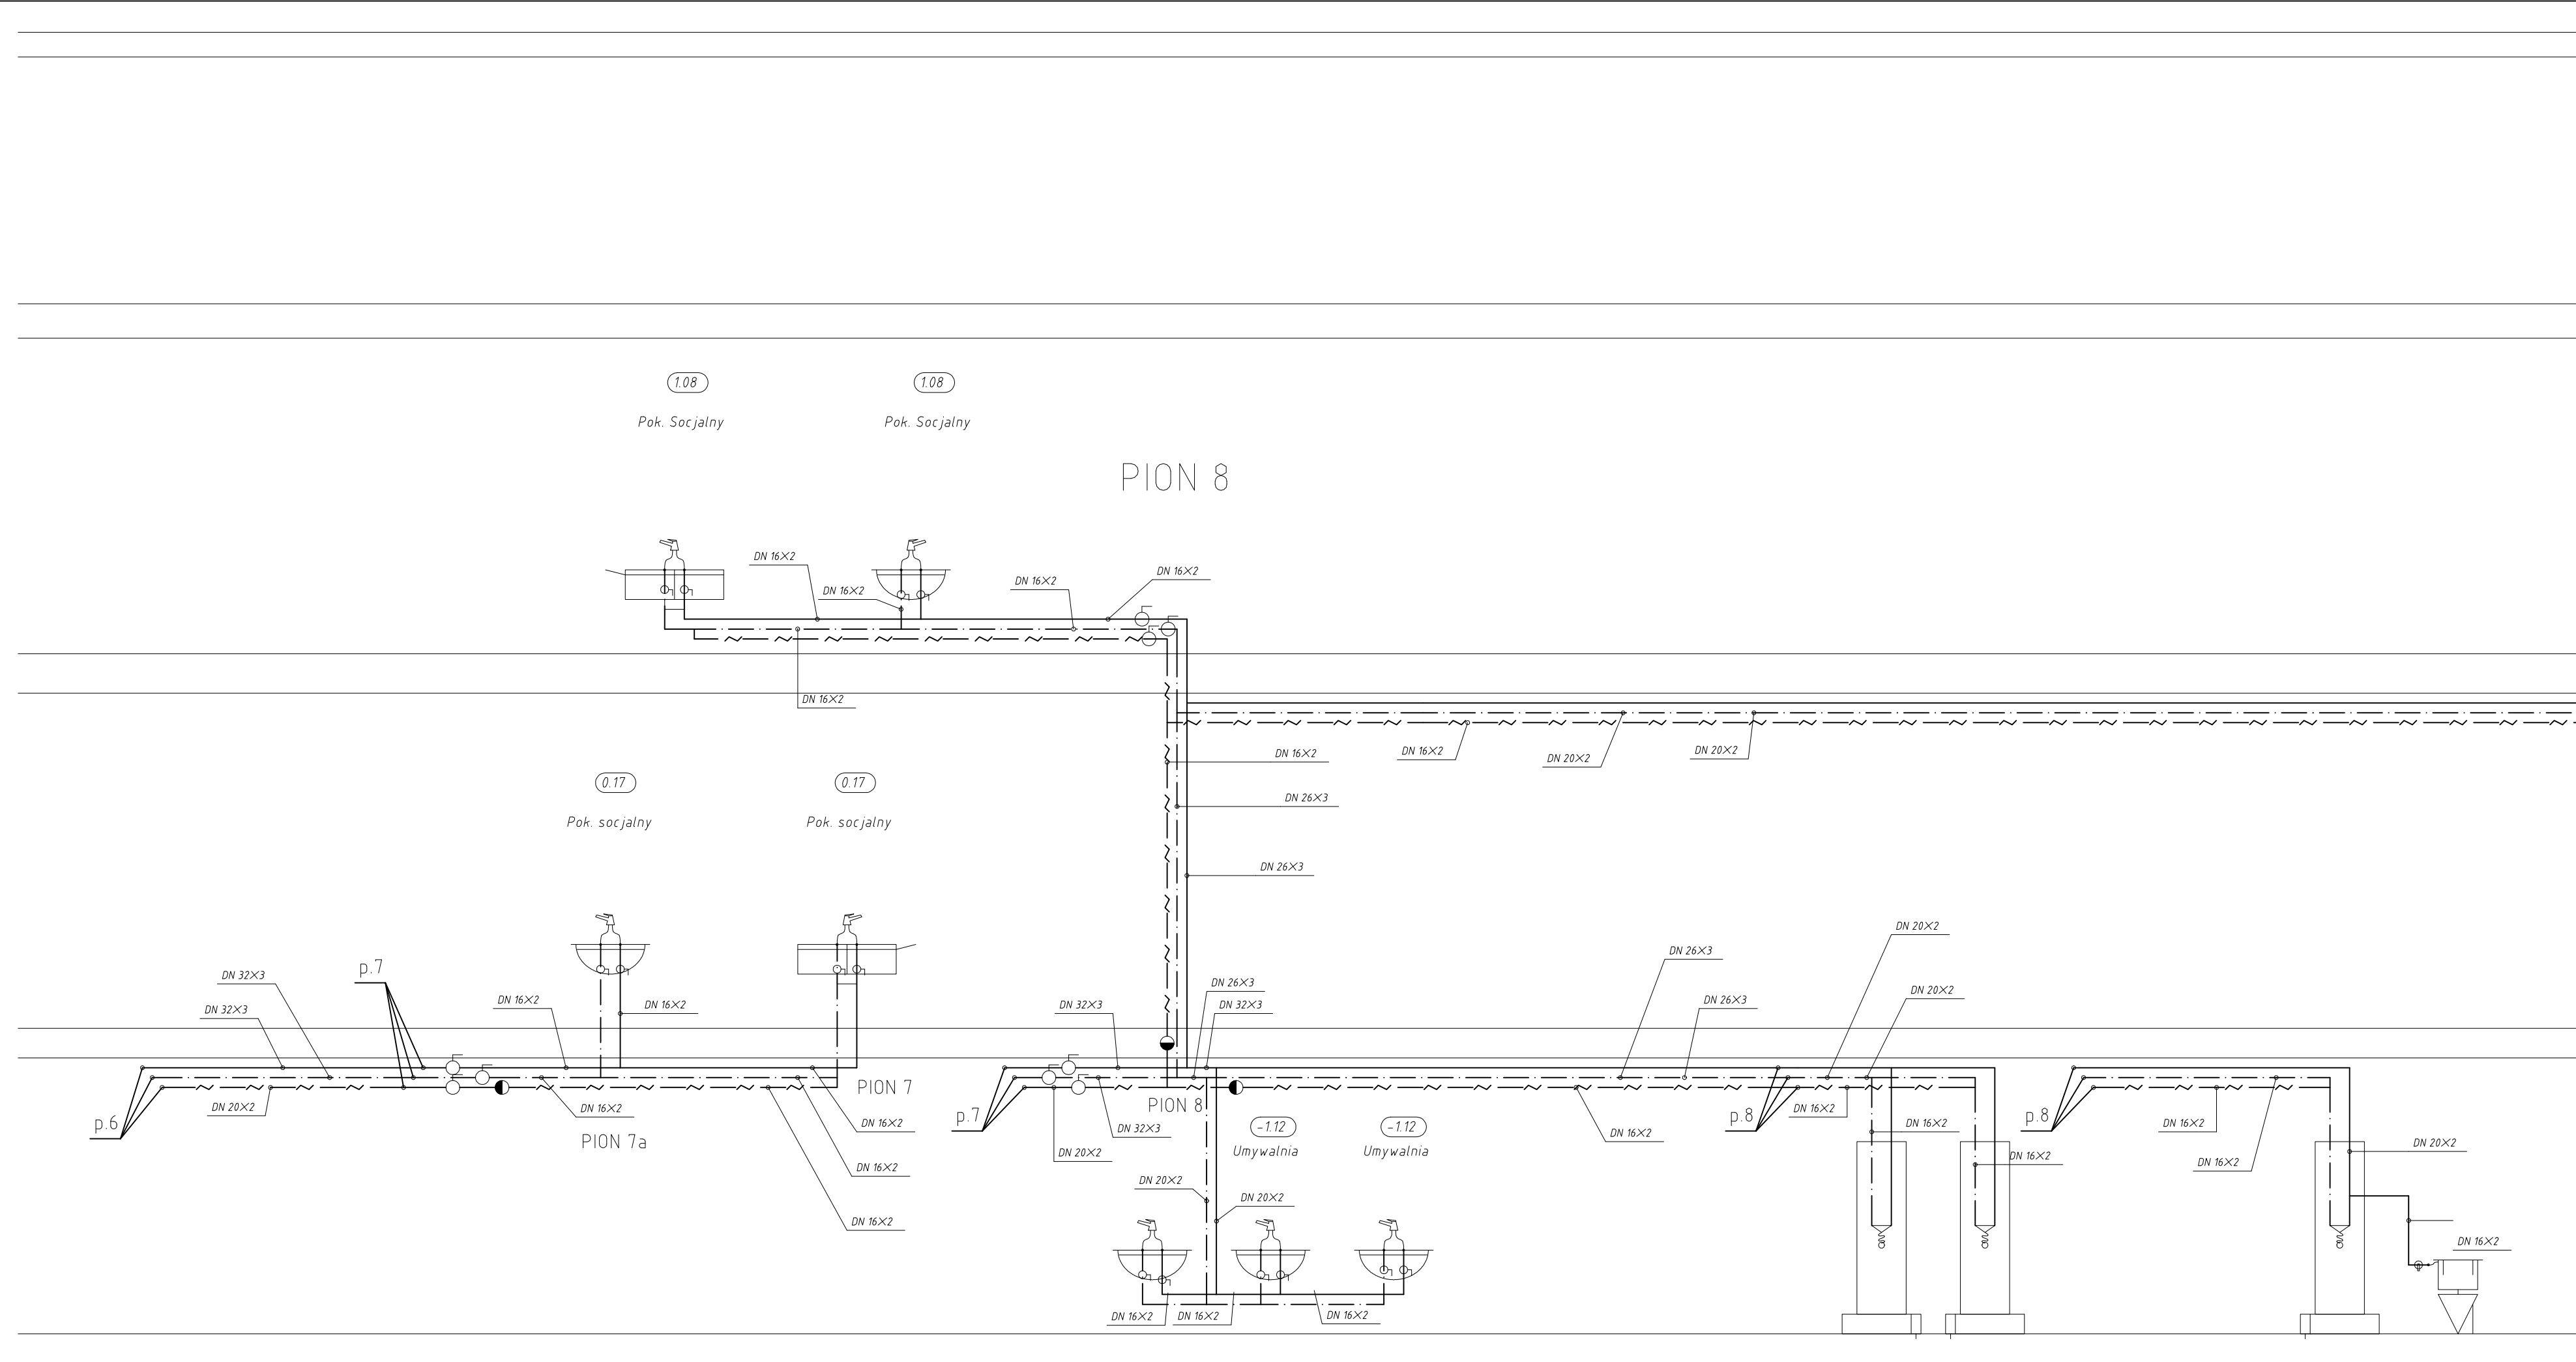 1.08
1.08
Pok. Socjalny
Pok. Socjalny
PION 8
DN 16X2
DN 16X2
DN 16X2
DN 16X2
DN 16X2
DN 16X2
DN 16X2
DN 20X2
DN 20X2
0.17
0.17
Pok. socjalny
Pok. socjalny
DN 26X3
DN 26X3
DN 20X2
DN 26X3
p.7
DN 32X3
DN 26X3
DN 20X2
DN 16X2
DN 16X2
DN 32X3
DN 32X3
DN 32X3
DN 26X3
PION 7
DN 20X2
DN 16X2
PION 8
DN 16X2
p.6
p.7
p.8
p.8
DN 16X2
DN 32X3
-1.12
-1.12
DN 16X2
DN 16X2
DN 16X2
PION 7a
DN 20X2
Umywalnia
Umywalnia
DN 16X2
DN 20X2
DN 16X2
DN 16X2
DN 20X2
DN 20X2
DN 16X2
DN 16X2
DN 16X2
DN 16X2
DN 16X2